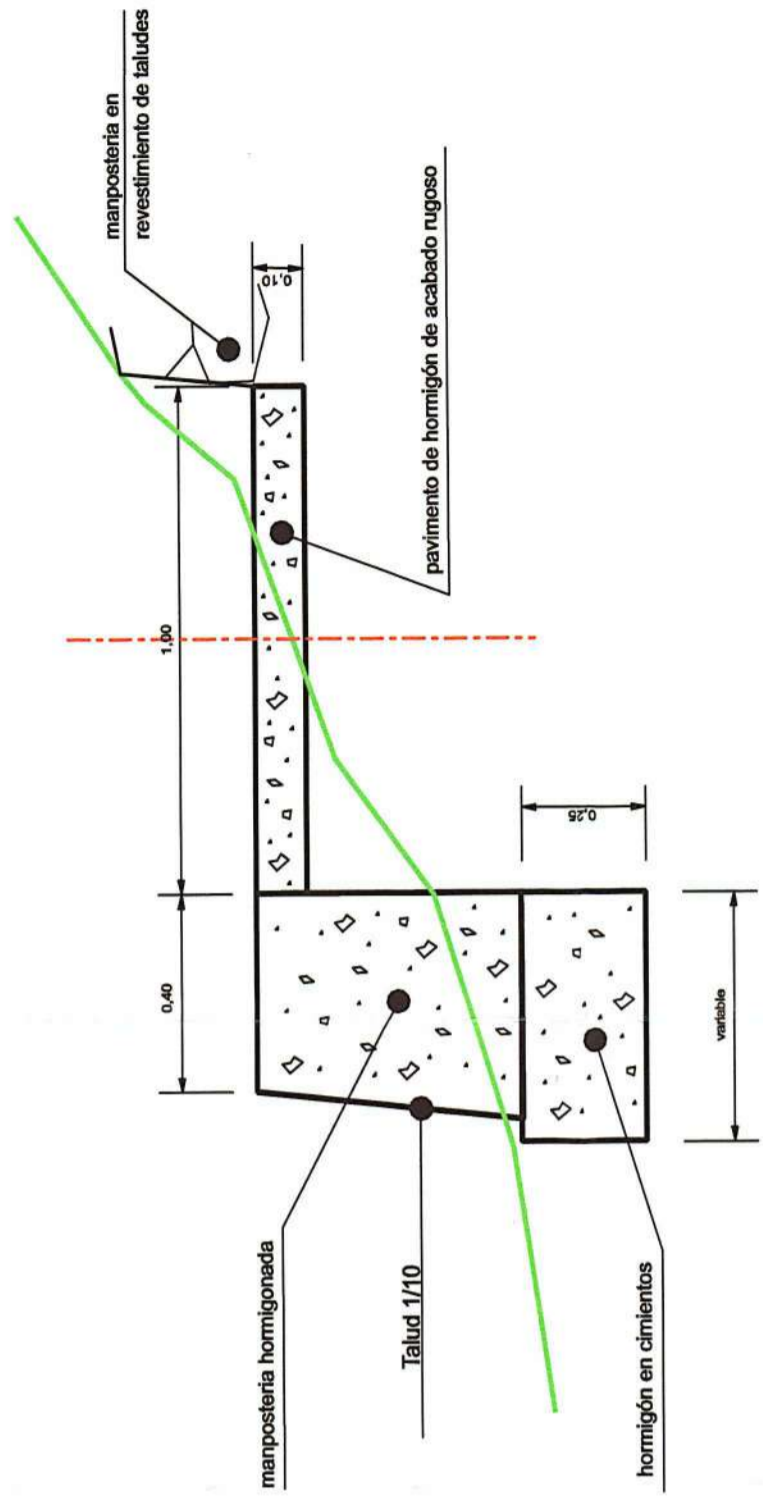 manposteria en
revestimiento de taludes
0,10
1,00
pavimento de hormigón de acabado rugoso
0,40
0,25
variable
manposteria hormigonada
Talud 1/10
hormigón en cimientos